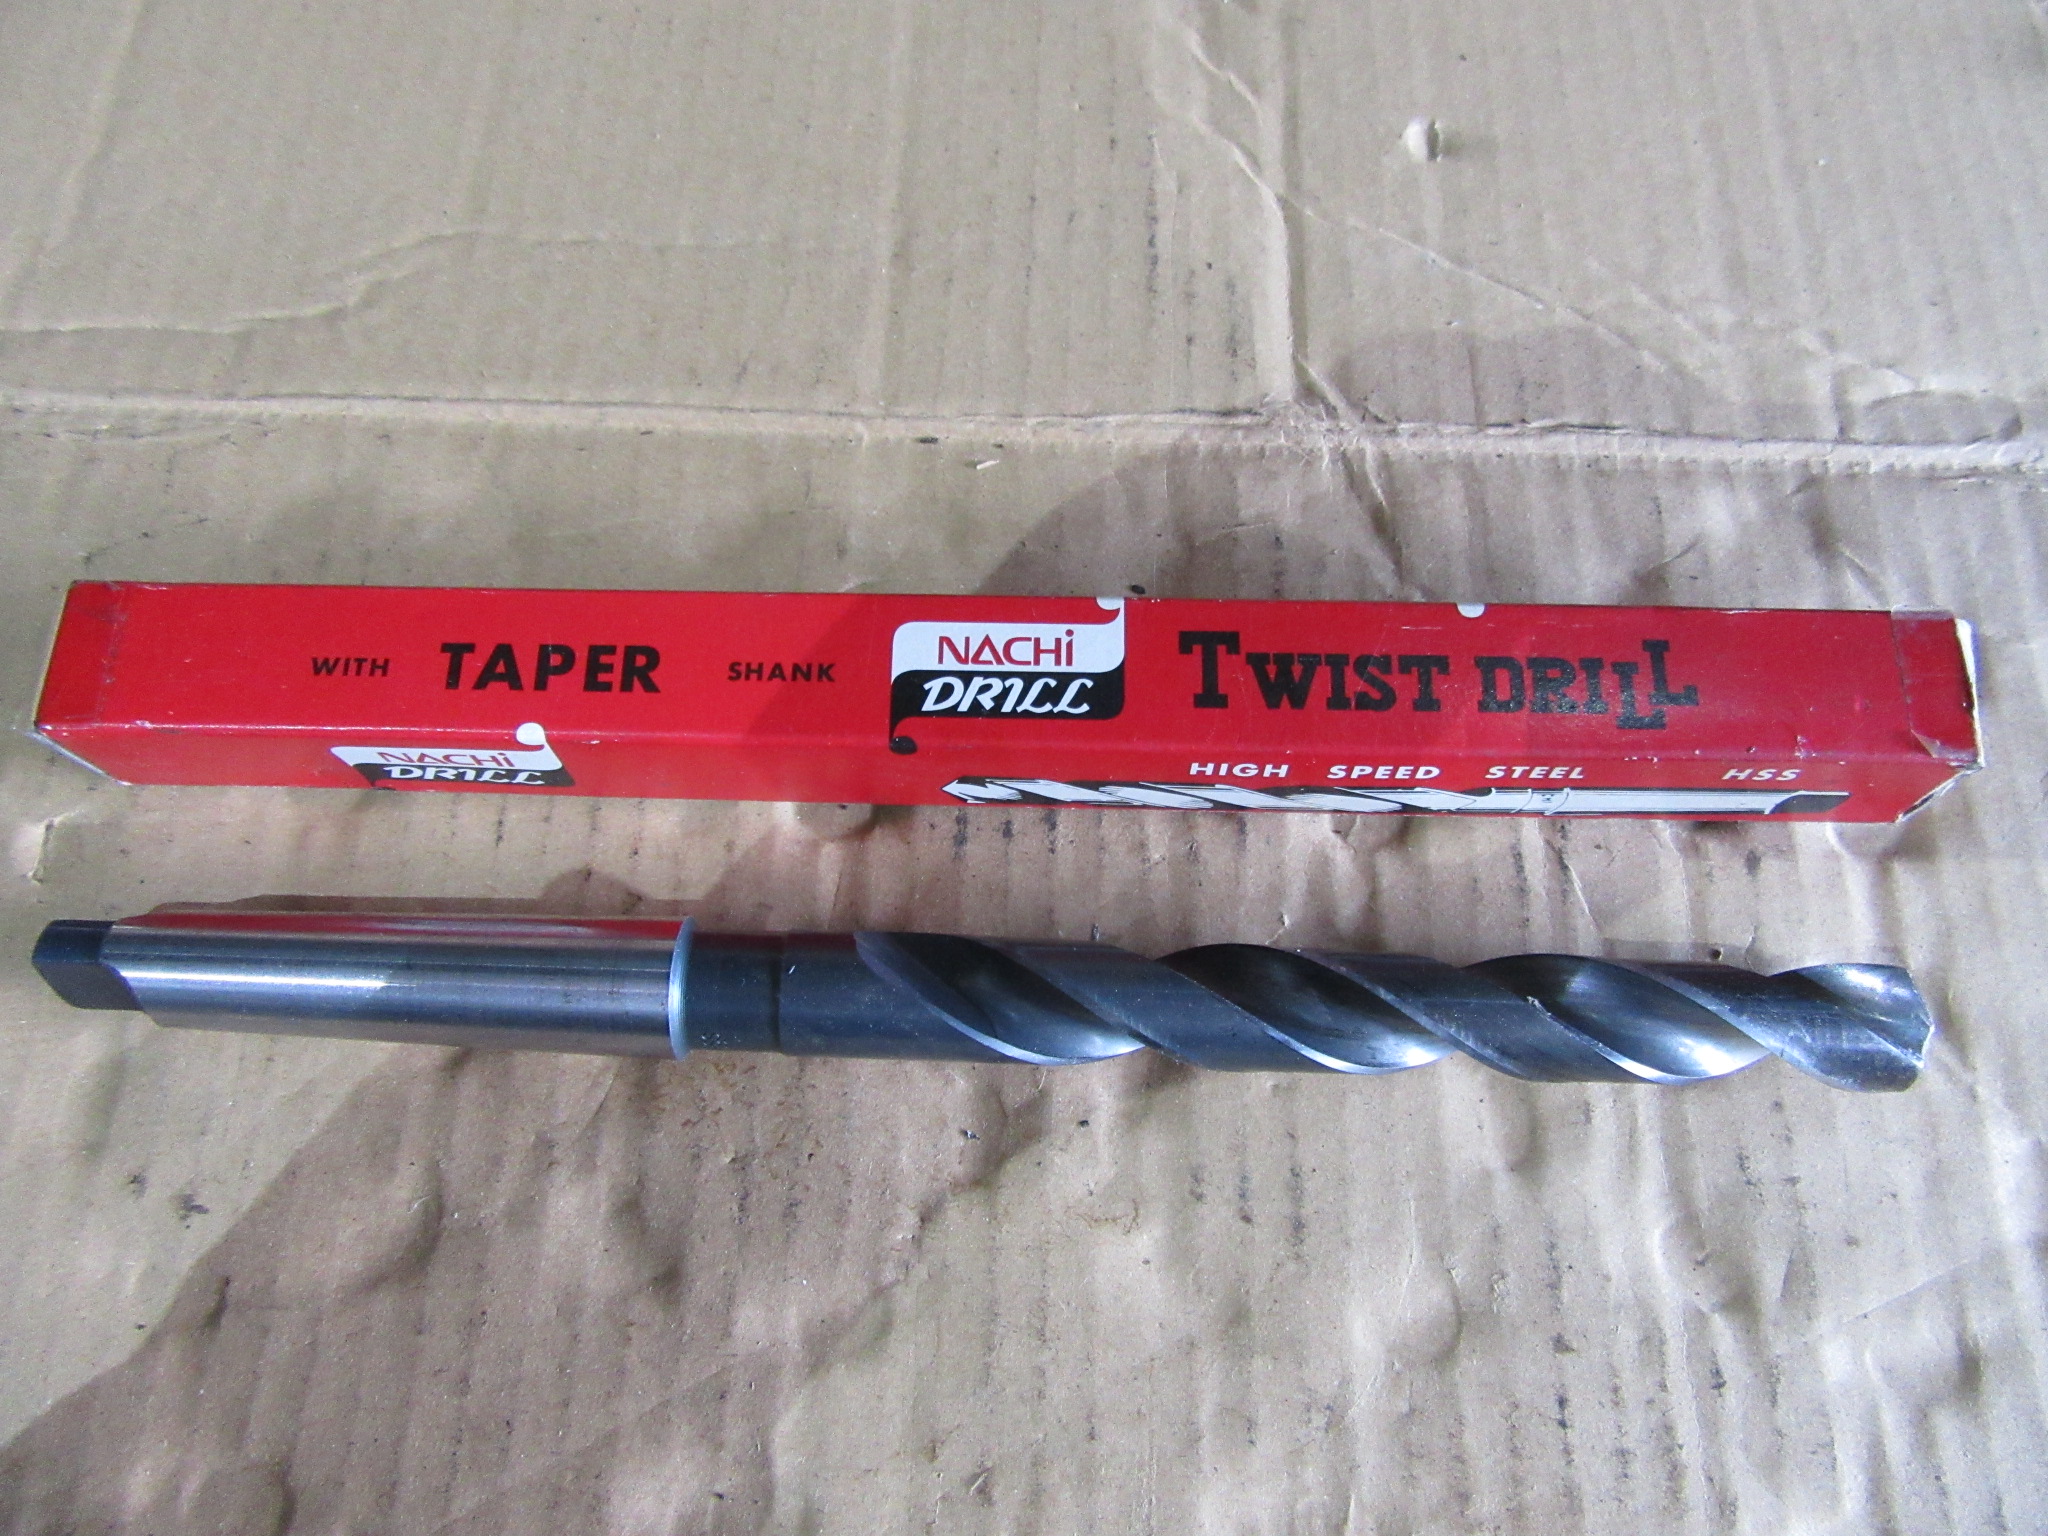 WITH TAPER SHANK
NACHi
DRILL
TWIST DRILL
NACHi
DRILL
HIGH SPEED STEEL HSS